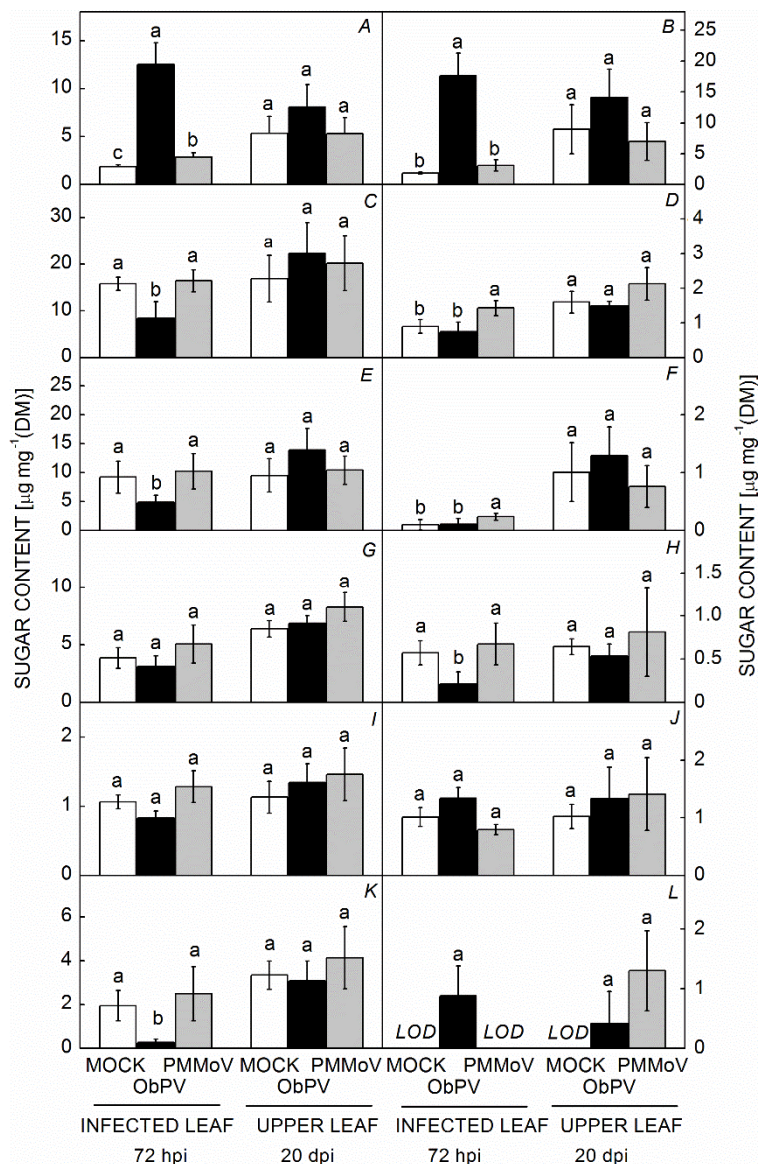 A
15
10
5
0
a
c
b
a
a
a
B
25
20
15
10
5
0
a
b
b
a
a
a
C
30
20
10
0
a
b
a
a
a
a
D
4
3
2
1
0
b
b
a
a
a
a
E
25
20
15
10
5
0
a
b
a
a
a
a
F
2
1
0
b
b
a
a
a
a
G
10
5
0
a
a
a
a
a
a
H
1.5
1.0
0.5
0
a
b
a
a
a
a
I
2
1
0
a
a
a
a
a
a
J
2
1
0
a
a
a
a
a
a
K
6
4
2
0
a
b
a
a
a
a
L
2
1
0
LOD
a
LOD
LOD
a
a
SUGAR CONTENT [µg mg⁻¹(DM)]
SUGAR CONTENT [µg mg⁻¹(DM)]
MOCK PMMoV MOCK PMMoV MOCK PMMoV MOCK PMMoV
ObPV ObPV ObPV ObPV
INFECTED LEAF UPPER LEAF INFECTED LEAF UPPER LEAF
72 hpi 20 dpi 72 hpi 20 dpi